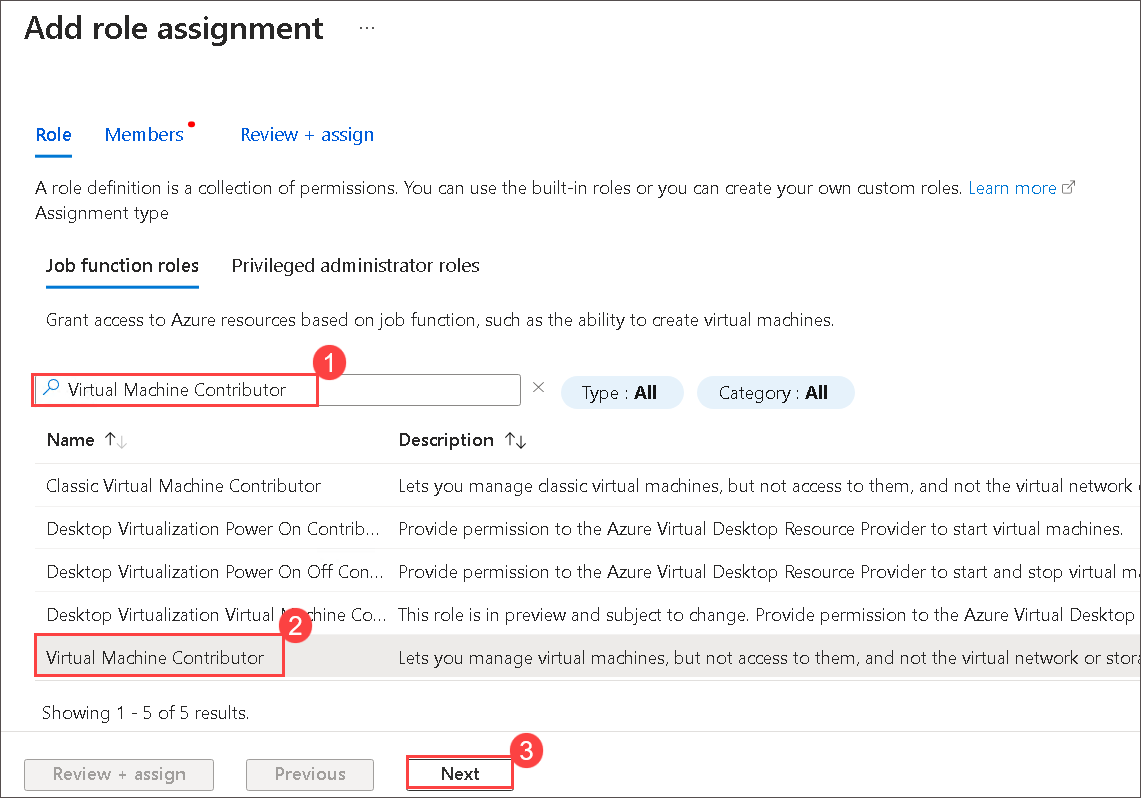 Add role assignment ...
Role Members Review + assign
A role definition is a collection of permissions. You can use the built-in roles or you can create your own custom roles. Learn more
Assignment type
Job function roles Privileged administrator roles
Grant access to Azure resources based on job function, such as the ability to create virtual machines.
1
Virtual Machine Contributor Type : All Category : All
Name Description
Classic Virtual Machine Contributor Lets you manage classic virtual machines, but not access to them, and not the virtual network
Desktop Virtualization Power On Contrib... Provide permission to the Azure Virtual Desktop Resource Provider to start virtual machines.
Desktop Virtualization Power On Off Con... Provide permission to the Azure Virtual Desktop Resource Provider to start and stop virtual
Desktop Virtualization Virtual Machine Co... This role is in preview and subject to change. Provide permission to the Azure Virtual Desktop
2
Virtual Machine Contributor Lets you manage virtual machines, but not access to them, and not the virtual network or
Showing 1 - 5 of 5 results.
3
Review + assign Previous Next